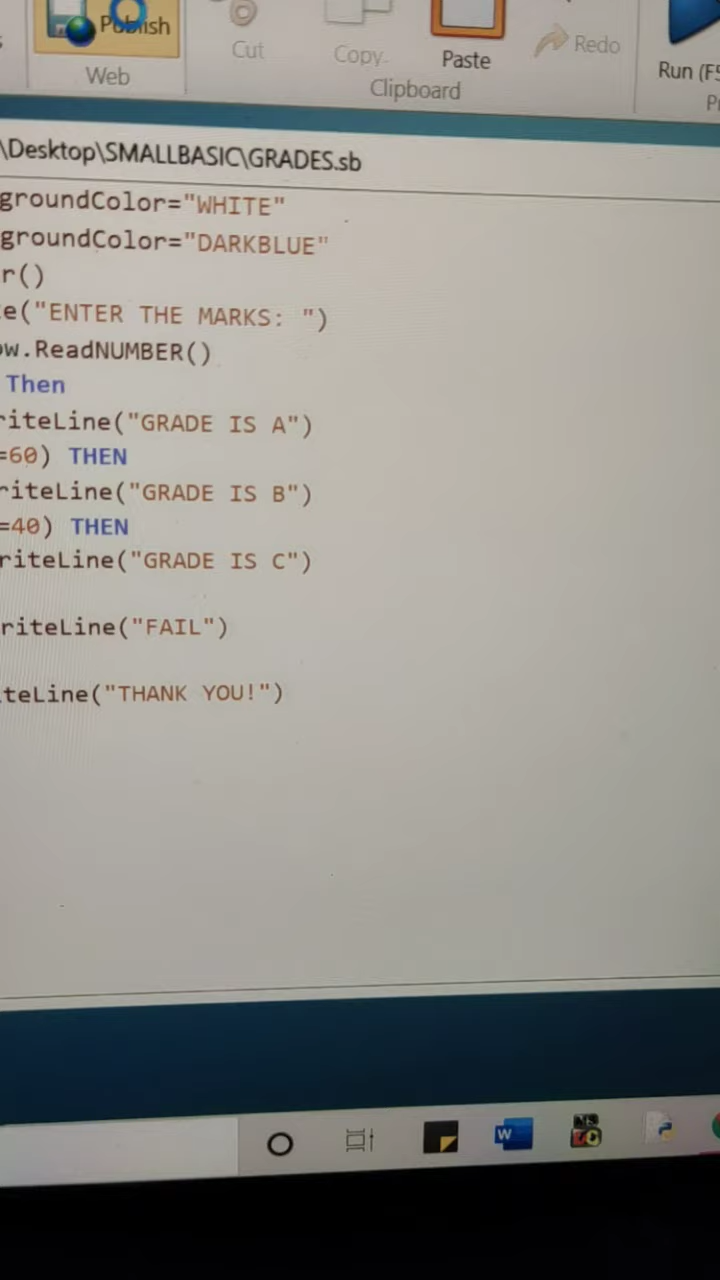 Publish
Cut
Copy
Paste
Redo
Run (F5
Web
Clipboard
\Desktop\SMALLBASIC\GRADES.sb
groundColor="WHITE"
groundColor="DARKBLUE"
r()
e("ENTER THE MARKS: ")
ow.ReadNUMBER()
Then
riteLine("GRADE IS A")
=60) THEN
riteLine("GRADE IS B")
=40) THEN
riteLine("GRADE IS C")
riteLine("FAIL")
iteLine("THANK YOU!")
W